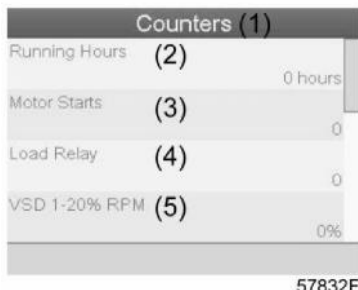 Counters (1)
Running Hours (2)
0 hours
Motor Starts (3)
0
Load Relay (4)
0
VSD 1-20% RPM (5)
0%
57832F